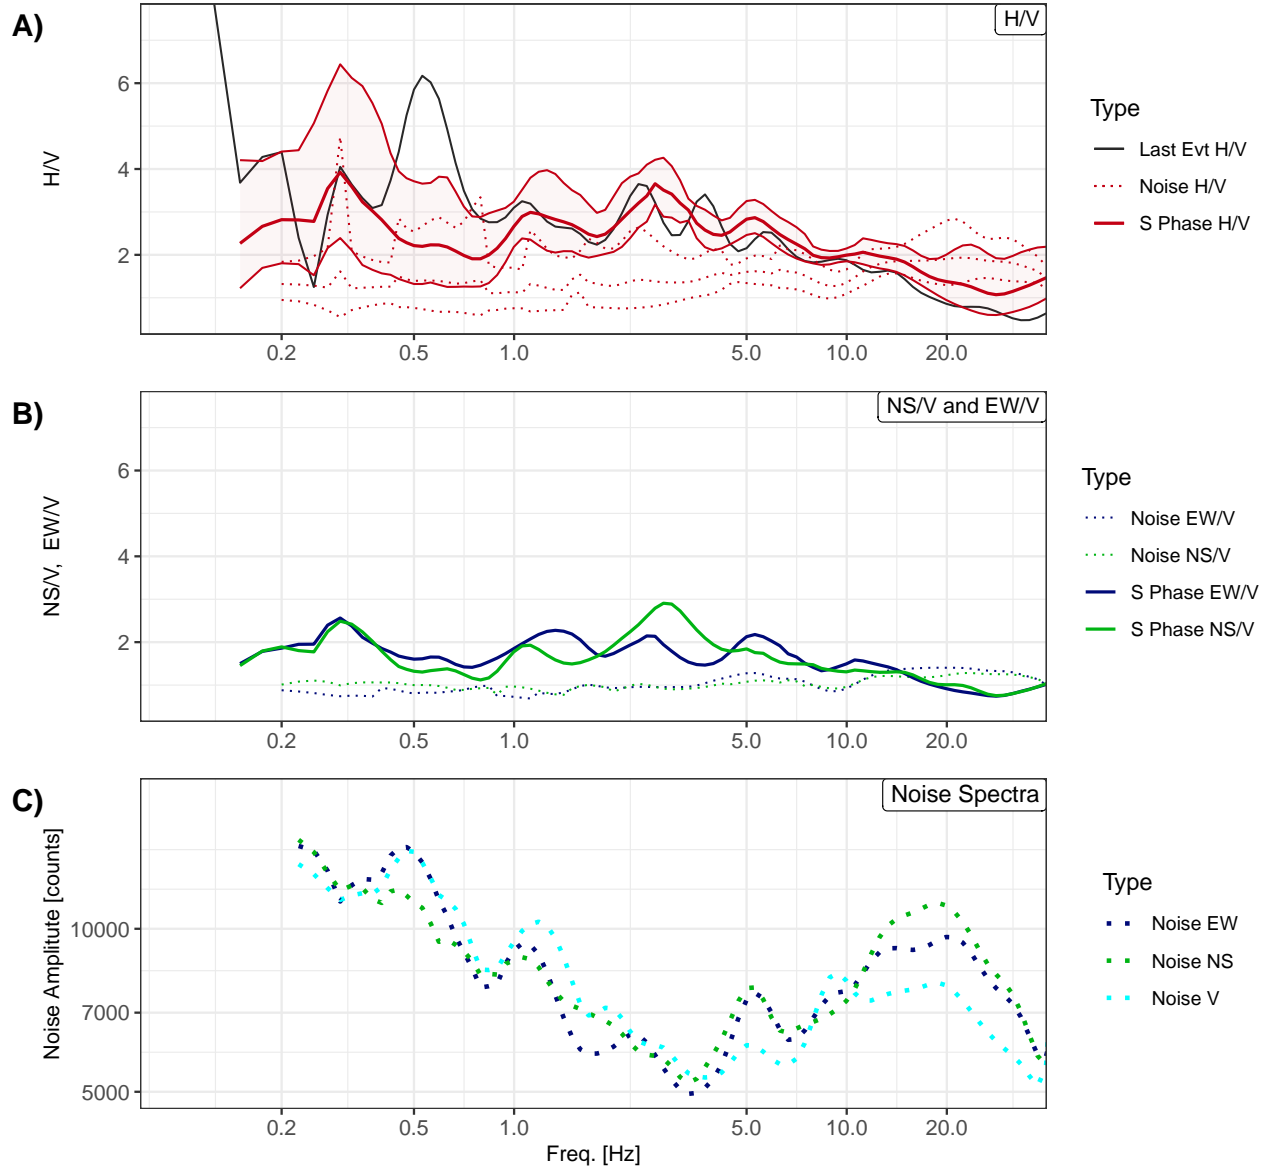 A)
H/V
6
4
2
H/V
0.2 0.5 1.0 5.0 10.0 20.0
Type
Last Evt H/V
Noise H/V
S Phase H/V
B)
NS/V and EW/V
6
4
2
NS/V, EW/V
0.2 0.5 1.0 5.0 10.0 20.0
Type
Noise EW/V
Noise NS/V
S Phase EW/V
S Phase NS/V
C)
Noise Spectra
10000
7000
5000
Noise Amplitute [counts]
0.2 0.5 1.0 5.0 10.0 20.0
Freq. [Hz]
Type
Noise EW
Noise NS
Noise V